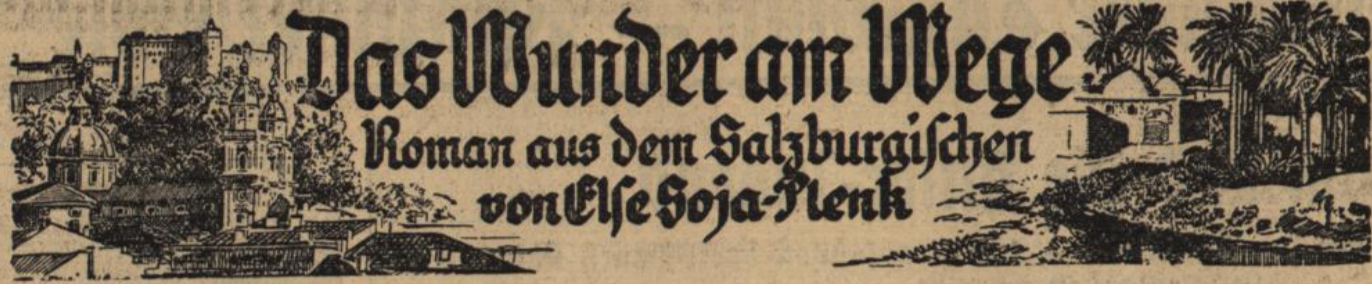 Das Wunder am Wege
Roman aus dem Salzburgischen
von Else Soja-Plenk